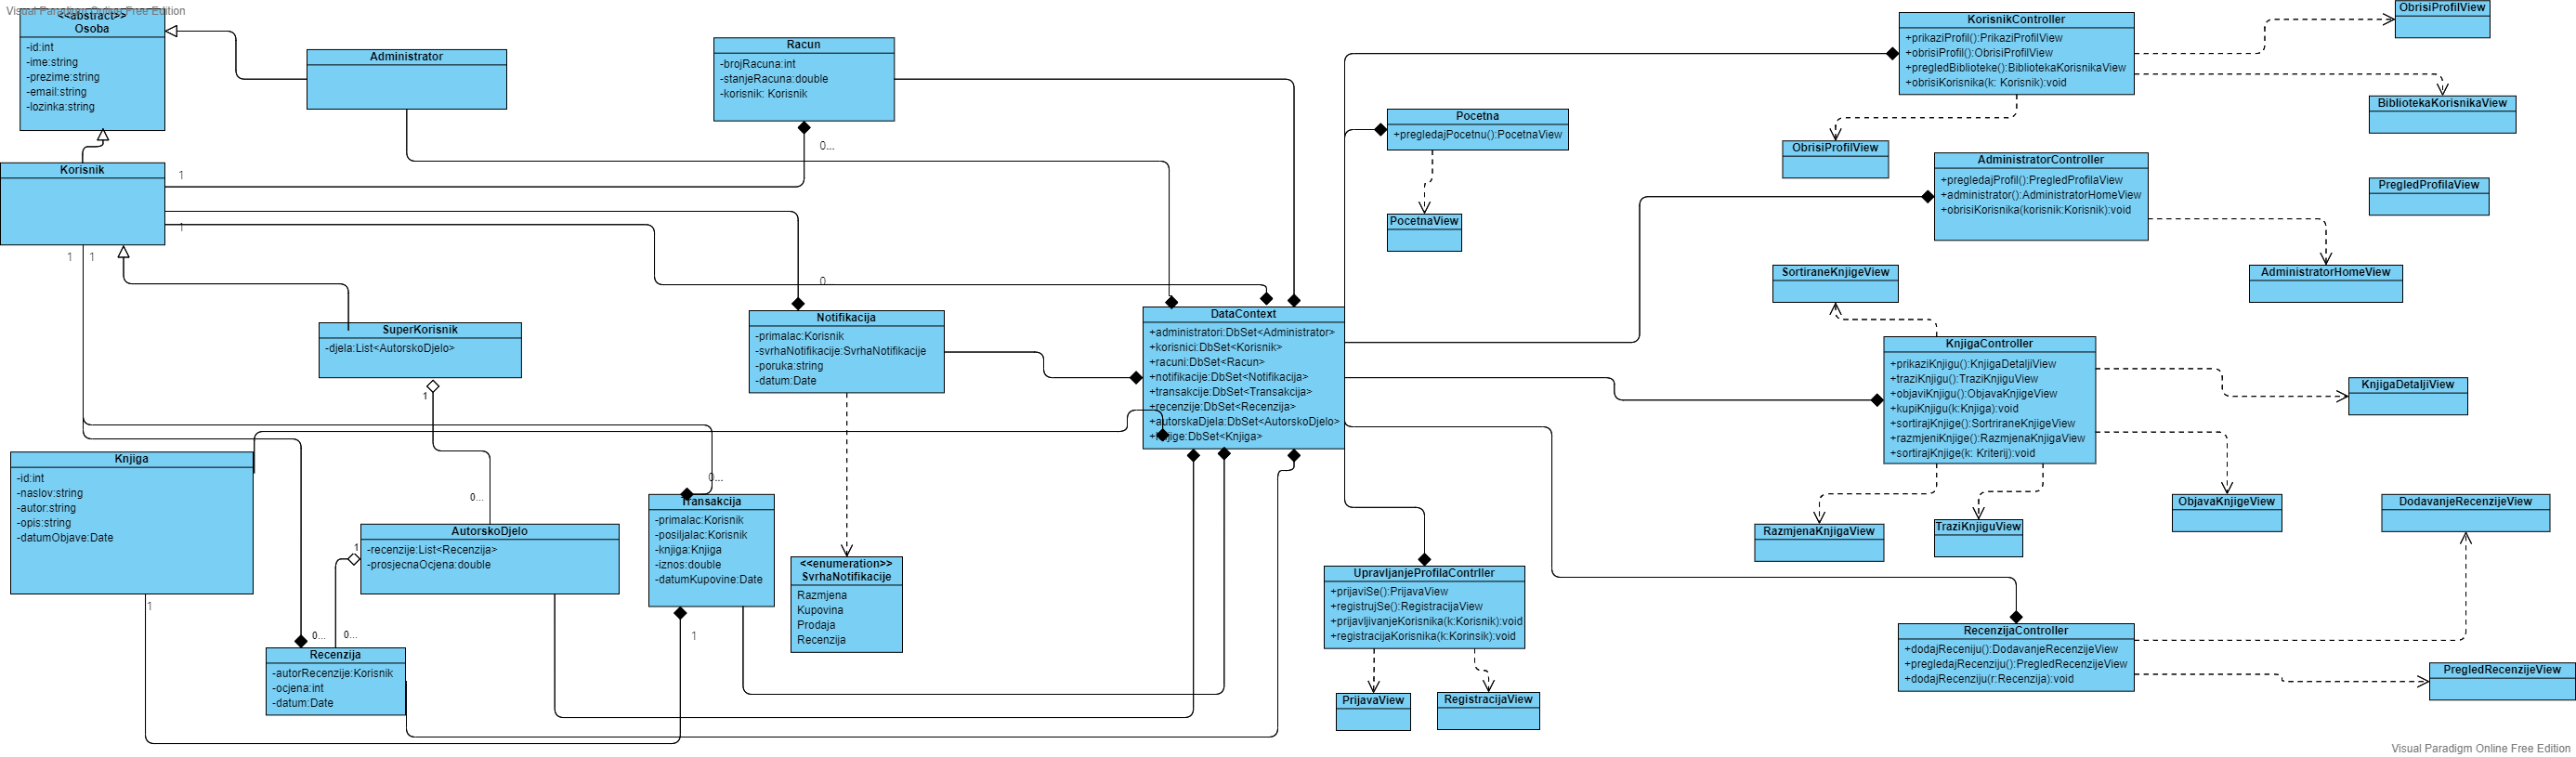 Visual Paradigm Online Free Edition
<<abstract>>
Osoba
-id:int
-ime:string
-prezime:string
-email:string
-lozinka:string
Administrator
Racun
-brojRacuna:int
-stanjeRacuna:double
-korisnik: Korisnik
0...
Korisnik
1
1
1
1
0
SuperKorisnik
-djela:List<AutorskoDjelo>
1
Notifikacija
-primalac:Korisnik
-svrhaNotifikacije:SvrhaNotifikacije
-poruka:string
-datum:Date
DataContext
+administratori:DbSet<Administrator>
+korisnici:DbSet<Korisnik>
+racuni:DbSet<Racun>
+notifikacije:DbSet<Notifikacija>
+transakcije:DbSet<Transakcija>
+recenzije:DbSet<Recenzija>
+autorskaDjela:DbSet<AutorskoDjelo>
+knjige:DbSet<Knjiga>
Knjiga
-id:int
-naslov:string
-autor:string
-opis:string
-datumObjave:Date
1
0...
AutorskoDjelo
-recenzije:List<Recenzija>
-prosjecnaOcjena:double
1
0...
0...
0...
Transakcija
-primalac:Korisnik
-posiljalac:Korisnik
-knjiga:Knjiga
-iznos:double
-datumKupovine:Date
1
<<enumeration>>
SvrhaNotifikacije
Razmjena
Kupovina
Prodaja
Recenzija
Recenzija
-autorRecenzije:Korisnik
-ocjena:int
-datum:Date
Pocetna
+pregledajPocetnu():PocetnaView
PocetnaView
KorisnikController
+prikaziProfil():PrikaziProfilView
+obrisiProfil():ObrisiProfilView
+pregledBiblioteke():BibliotekaKorisnikaView
+obrisiKorisnika(k: Korisnik):void
ObrisiProfilView
BibliotekaKorisnikaView
ObrisiProfilView
AdministratorController
+pregledajProfil():PregledProfilaView
+administrator():AdministratorHomeView
+obrisiKorisnika(korisnik:Korisnik):void
PregledProfilaView
AdministratorHomeView
SortiraneKnjigeView
KnjigaController
+prikaziKnjigu():KnjigaDetaljiView
+traziKnjigu():TraziKnjiguView
+objaviKnjigu():ObjavaKnjigeView
+kupiKnjigu(k:Knjiga):void
+sortirajKnjige():SortriraneKnjigeView
+razmjeniKnjige():RazmjenaKnjigaView
+sortirajKnjige(k: Kriterij):void
KnjigaDetaljiView
ObjavaKnjigeView
RazmjenaKnjigaView
TraziKnjiguView
DodavanjeRecenzijeView
UpravljanjeProfilaContrller
+prijaviSe():PrijavaView
+registrujSe():RegistracijaView
+prijavljivanjeKorisnika(k:Korisnik):void
+registracijaKorisnika(k:Korinsik):void
PrijavaView
RegistracijaView
RecenzijaController
+dodajReceniju():DodavanjeRecenzijeView
+pregledajRecenziju():PregledRecenzijeView
+dodajRecenziju(r:Recenzija):void
PregledRecenzijeView
Visual Paradigm Online Free Edition